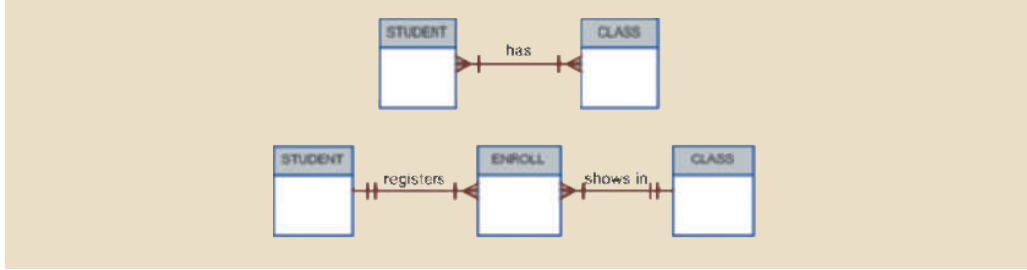 STUDENT CLASS
has
STUDENT ENROLL CLASS
registers shows in